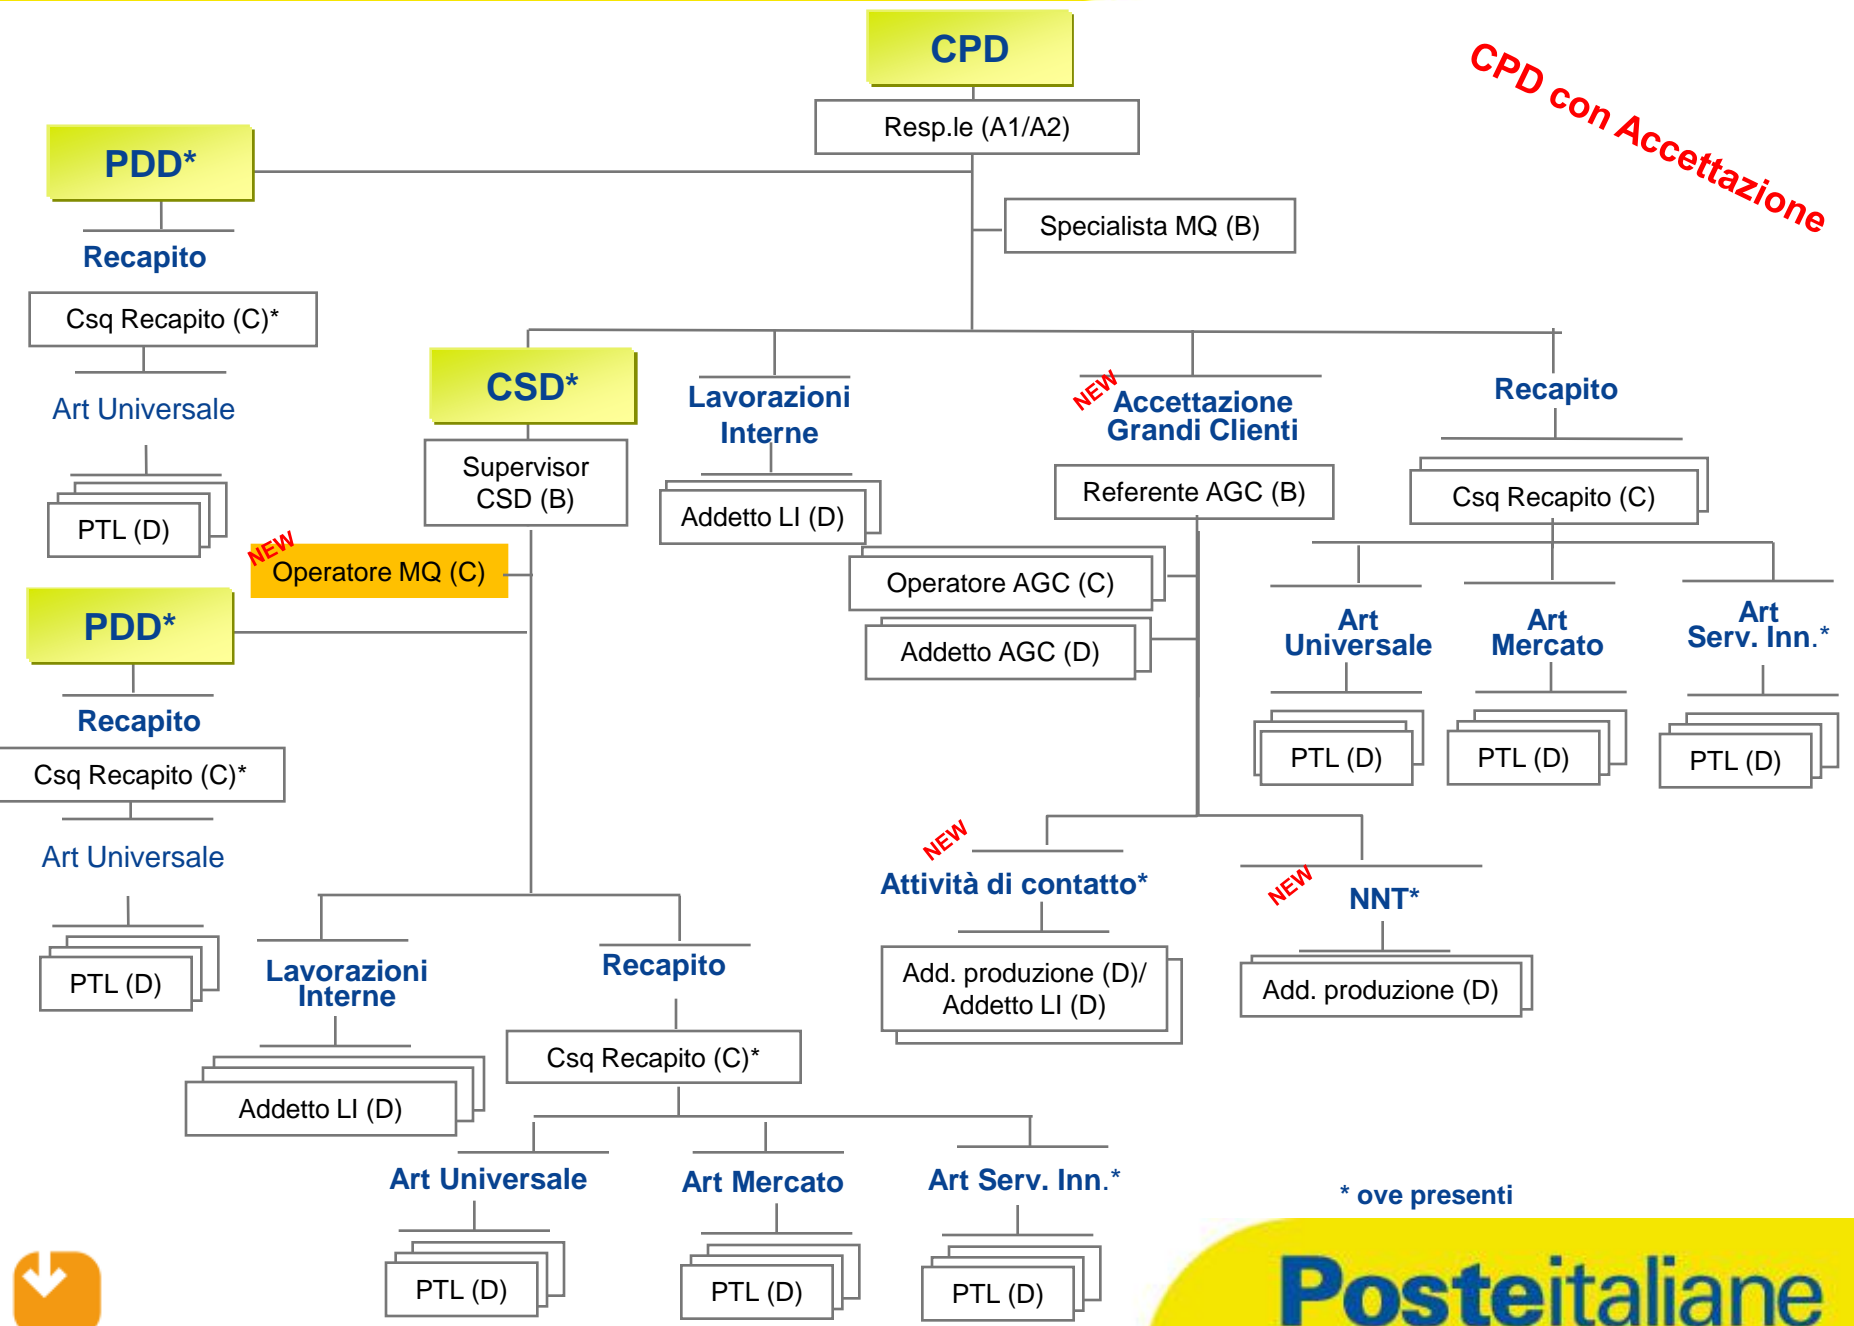 CPD
CPD con Accettazione
Resp.le (A1/A2)
PDD*
Specialista MQ (B)
Recapito
Csq Recapito (C)*
Art Universale
PTL (D)
CSD*
Supervisor
CSD (B)
NEW
Operatore MQ (C)
Lavorazioni
Interne
Addetto LI (D)
NEW
Accettazione
Grandi Clienti
Referente AGC (B)
Operatore AGC (C)
Addetto AGC (D)
Recapito
Csq Recapito (C)
Art
Universale
PTL (D)
Art
Mercato
PTL (D)
Art
Serv. Inn.*
PTL (D)
PDD*
Recapito
Csq Recapito (C)*
Art Universale
PTL (D)
NEW
Attività di contatto*
Add. produzione (D)/
Addetto LI (D)
NEW
NNT*
Add. produzione (D)
Lavorazioni
Interne
Addetto LI (D)
Recapito
Csq Recapito (C)*
Art Universale
PTL (D)
Art Mercato
PTL (D)
Art Serv. Inn.*
PTL (D)
* ove presenti
Posteitaliane